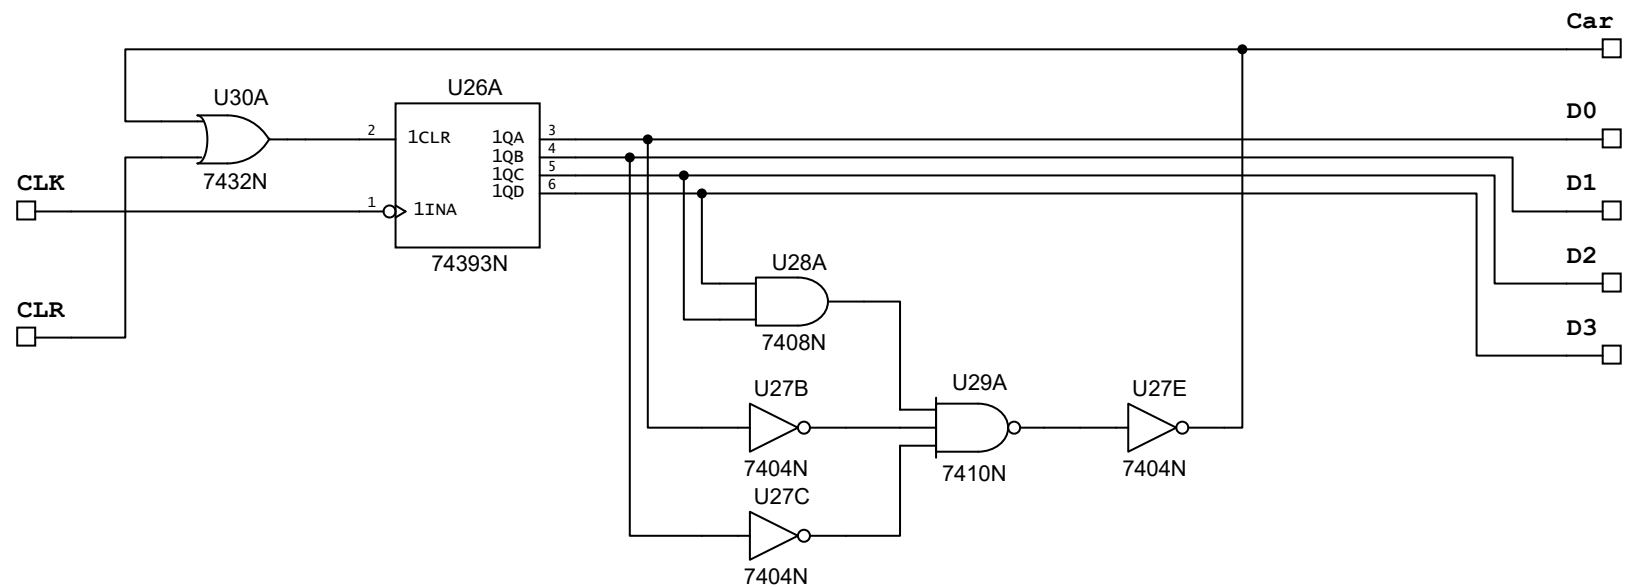 Car
U26A
U30A
D0
2
1CLR
1QA
3
1QB
4
1QC
5
1QD
6
7432N
CLK
D1
1
1INA
74393N
U28A
D2
CLR
D3
7408N
U27B
U29A
U27E
7404N
7410N
7404N
U27C
7404N